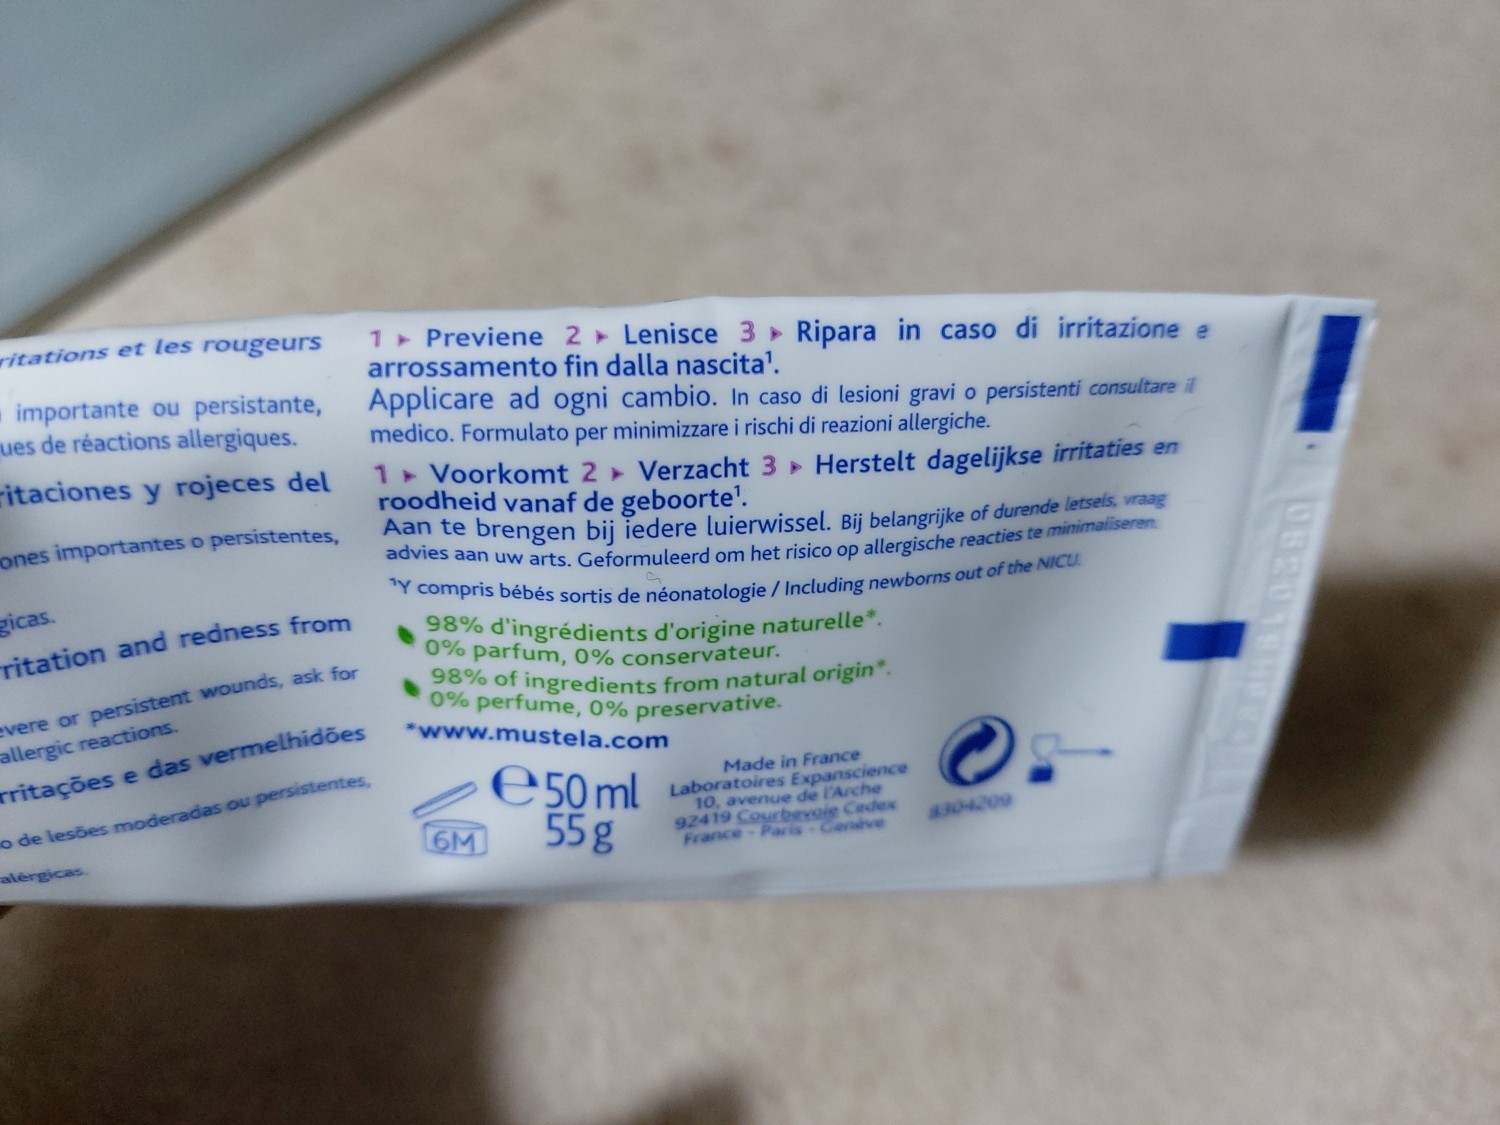 ritations et les rougeurs
importante ou persistante,
ues de réactions allergiques.
ritaciones y rojeces del
ones importantes o persistentes,
gicas.
rritation and redness from
evere or persistent wounds, ask for
allergic reactions.
rritações e das vermelhidões
o de lesões moderadas ou persistentes,
alérgicas.
1 ▸ Previene 2 ▸ Lenisce 3 ▸ Ripara in caso di irritazione e
arrossamento fin dalla nascita¹.
Applicare ad ogni cambio. In caso di lesioni gravi o persistenti consultare il
medico. Formulato per minimizzare i rischi di reazioni allergiche.
1 ▸ Voorkomt 2 ▸ Verzacht 3 ▸ Herstelt dagelijkse irritaties en
roodheid vanaf de geboorte¹.
Aan te brengen bij iedere luierwissel. Bij belangrijke of durende letsels, vraag
advies aan uw arts. Geformuleerd om het risico op allergische reacties te minimaliseren.
¹Y compris bébés sortis de néonatologie / Including newborns out of the NICU.
98% d'ingrédients d'origine naturelle*.
0% parfum, 0% conservateur.
98% of ingredients from natural origin*.
0% perfume, 0% preservative.
*www.mustela.com
6M
℮ 50 ml
55 g
Made in France
Laboratoires Expanscience
10, avenue de l'Arche
92419 Courbevoie Cedex
France - Paris - Genève
8304209